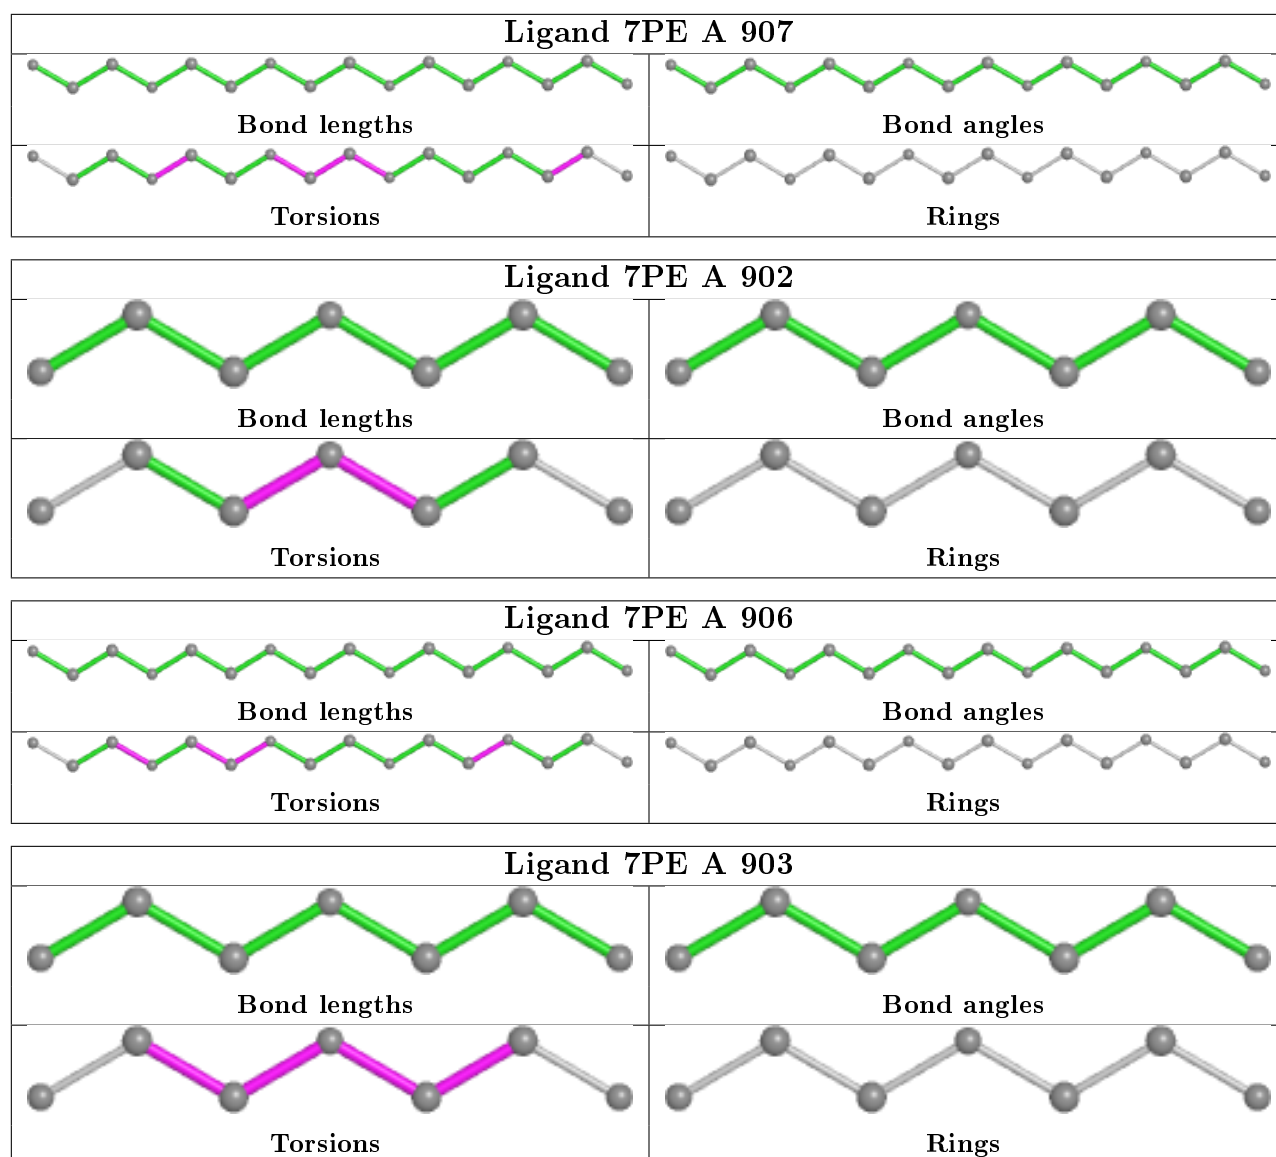 Ligand 7PE A 907
Bond lengths
Bond angles
Torsions
Rings
Ligand 7PE A 902
Bond lengths
Bond angles
Torsions
Rings
Ligand 7PE A 906
Bond lengths
Bond angles
Torsions
Rings
Ligand 7PE A 903
Bond lengths
Bond angles
Torsions
Rings